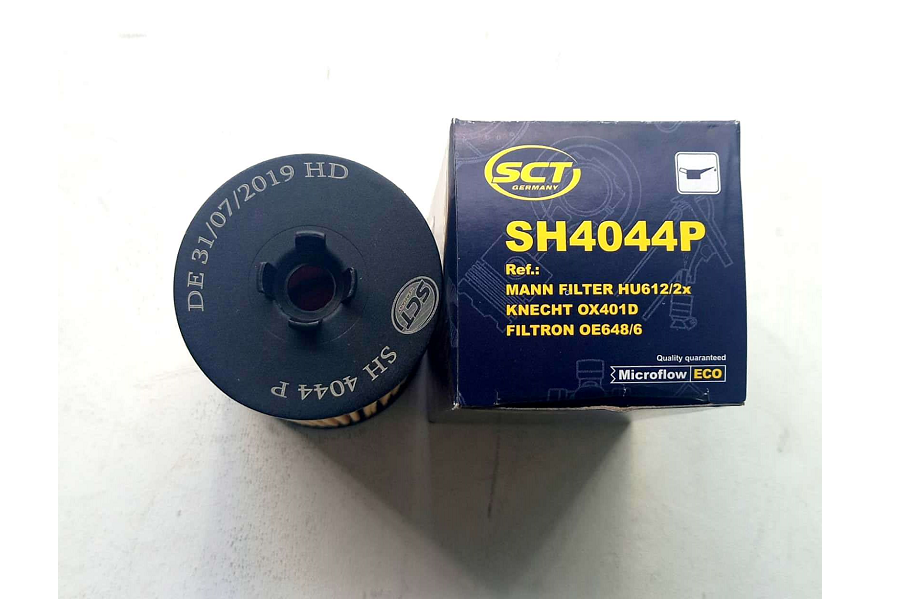 DE 31/07/2019 HD
SCT
SH 4044 P
SCT
GERMANY
SH4044P
Ref.:
MANN FILTER HU612/2x
KNECHT OX401D
FILTRON OE648/6
Quality quaranteed
Microflow ECO